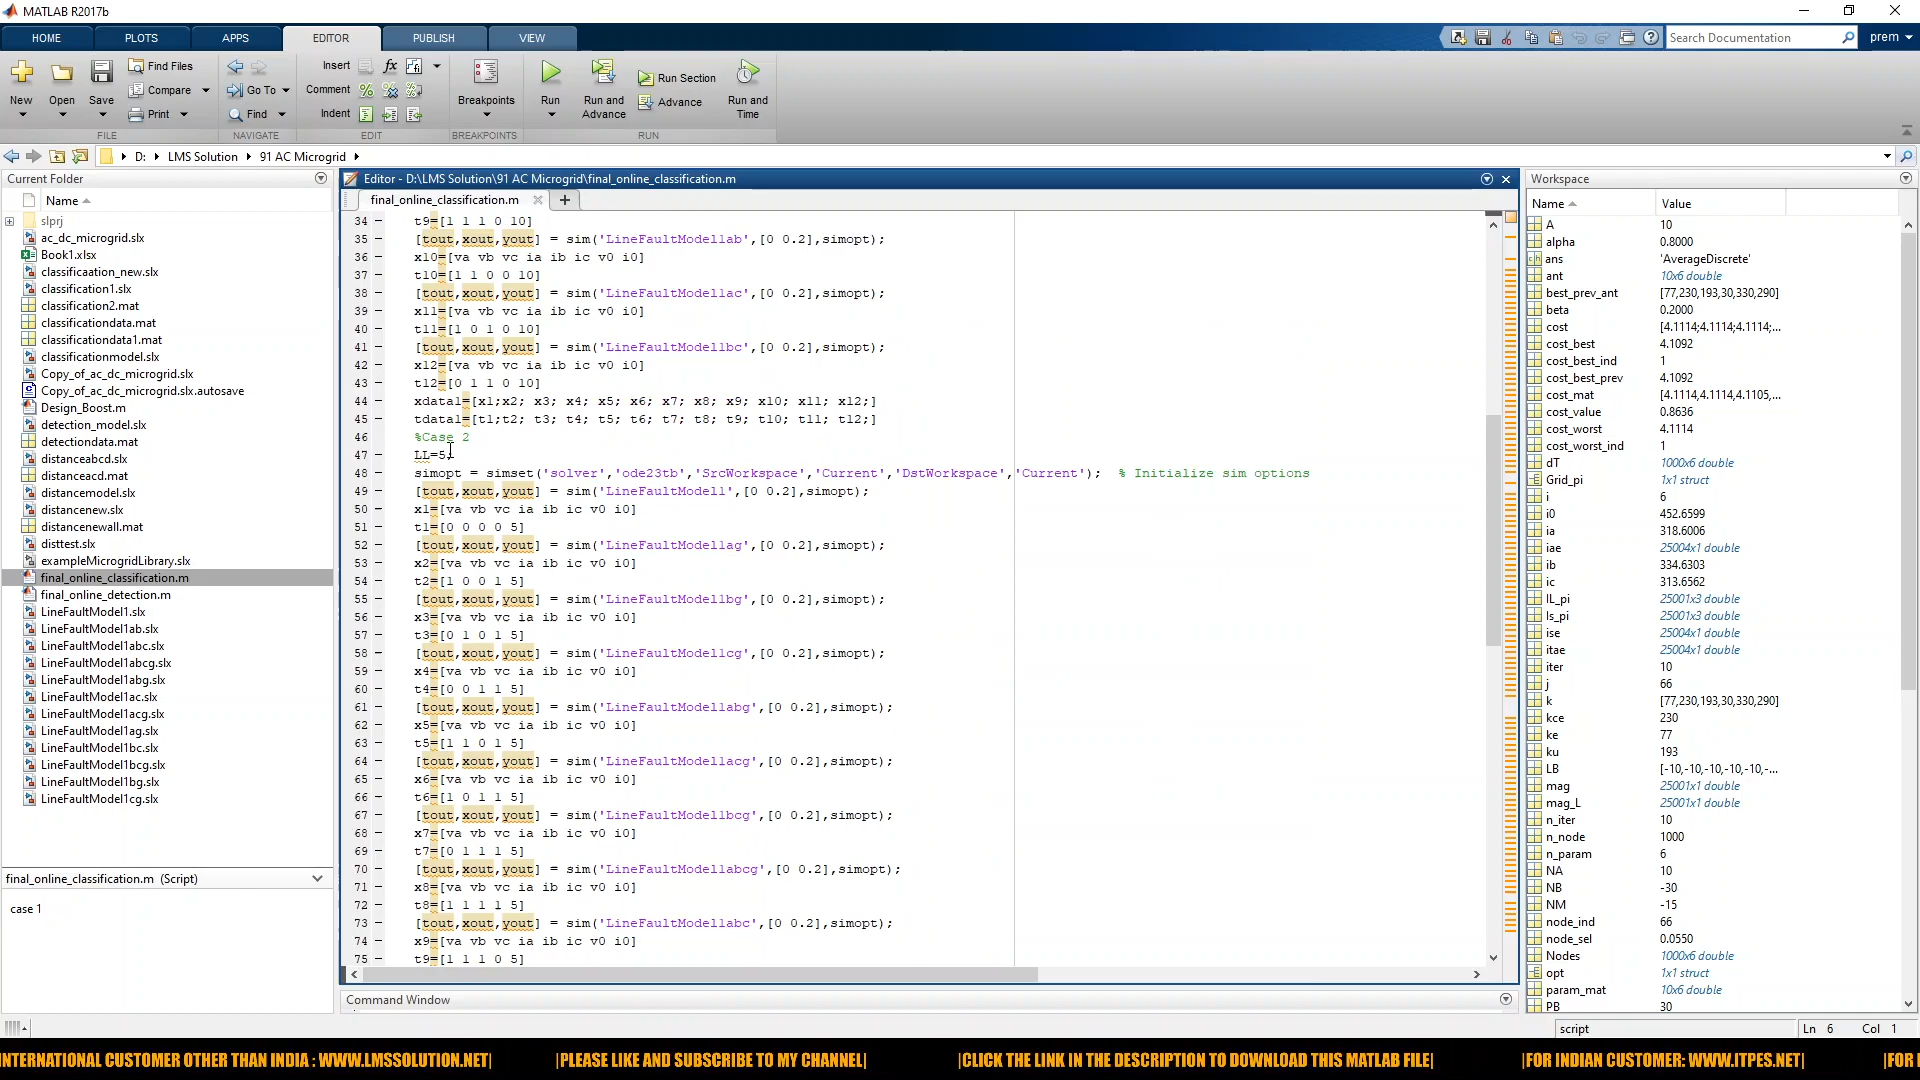 MATLAB R2017b
HOME PLOTS APPS EDITOR PUBLISH VIEW Search Documentation prem
New Open Save Find Files Compare Print Go To Find Insert Comment Indent Breakpoints Run Run and Advance Run Section Advance Run and Time
FILE NAVIGATE EDIT BREAKPOINTS RUN
D: LMS Solution 91 AC Microgrid
Current Folder
Name
slprj
ac_dc_microgrid.slx
Book1.xlsx
classificaation_new.slx
classification1.slx
classification2.mat
classificationdata.mat
classificationdata1.mat
classificationmodel.slx
Copy_of_ac_dc_microgrid.slx
Copy_of_ac_dc_microgrid.slx.autosave
Design_Boost.m
detection_model.slx
detectiondata.mat
distanceabcd.slx
distanceacd.mat
distancemodel.slx
distancenew.slx
distancenewall.mat
disttest.slx
exampleMicrogridLibrary.slx
final_online_classification.m
final_online_detection.m
LineFaultModel1.slx
LineFaultModel1ab.slx
LineFaultModel1abc.slx
LineFaultModel1abcg.slx
LineFaultModel1abg.slx
LineFaultModel1ac.slx
LineFaultModel1acg.slx
LineFaultModel1ag.slx
LineFaultModel1bc.slx
LineFaultModel1bcg.slx
LineFaultModel1bg.slx
LineFaultModel1cg.slx
final_online_classification.m (Script)
case 1
Editor - D:\LMS Solution\91 AC Microgrid\final_online_classification.m
final_online_classification.m
34 – t9=[1 1 1 0 10]
35 – [tout,xout,yout] = sim('LineFaultModel1ab',[0 0.2],simopt);
36 – x10=[va vb vc ia ib ic v0 i0]
37 – t10=[1 1 0 0 10]
38 – [tout,xout,yout] = sim('LineFaultModel1ac',[0 0.2],simopt);
39 – x11=[va vb vc ia ib ic v0 i0]
40 – t11=[1 0 1 0 10]
41 – [tout,xout,yout] = sim('LineFaultModel1bc',[0 0.2],simopt);
42 – x12=[va vb vc ia ib ic v0 i0]
43 – t12=[0 1 1 0 10]
44 – xdata1=[x1;x2; x3; x4; x5; x6; x7; x8; x9; x10; x11; x12;]
45 – tdata1=[t1;t2; t3; t4; t5; t6; t7; t8; t9; t10; t11; t12;]
46 %Case 2
47 – LL=5;
48 – simopt = simset('solver','ode23tb','SrcWorkspace','Current','DstWorkspace','Current'); % Initialize sim options
49 – [tout,xout,yout] = sim('LineFaultModel1',[0 0.2],simopt);
50 – x1=[va vb vc ia ib ic v0 i0]
51 – t1=[0 0 0 0 5]
52 – [tout,xout,yout] = sim('LineFaultModel1ag',[0 0.2],simopt);
53 – x2=[va vb vc ia ib ic v0 i0]
54 – t2=[1 0 0 1 5]
55 – [tout,xout,yout] = sim('LineFaultModel1bg',[0 0.2],simopt);
56 – x3=[va vb vc ia ib ic v0 i0]
57 – t3=[0 1 0 1 5]
58 – [tout,xout,yout] = sim('LineFaultModel1cg',[0 0.2],simopt);
59 – x4=[va vb vc ia ib ic v0 i0]
60 – t4=[0 0 1 1 5]
61 – [tout,xout,yout] = sim('LineFaultModel1abg',[0 0.2],simopt);
62 – x5=[va vb vc ia ib ic v0 i0]
63 – t5=[1 1 0 1 5]
64 – [tout,xout,yout] = sim('LineFaultModel1acg',[0 0.2],simopt);
65 – x6=[va vb vc ia ib ic v0 i0]
66 – t6=[1 0 1 1 5]
67 – [tout,xout,yout] = sim('LineFaultModel1bcg',[0 0.2],simopt);
68 – x7=[va vb vc ia ib ic v0 i0]
69 – t7=[0 1 1 1 5]
70 – [tout,xout,yout] = sim('LineFaultModel1abcg',[0 0.2],simopt);
71 – x8=[va vb vc ia ib ic v0 i0]
72 – t8=[1 1 1 1 5]
73 – [tout,xout,yout] = sim('LineFaultModel1abc',[0 0.2],simopt);
74 – x9=[va vb vc ia ib ic v0 i0]
75 – t9=[1 1 1 0 5]
Command Window
Workspace
Name Value
A 10
alpha 0.8000
ans 'AverageDiscrete'
ant 10x6 double
best_prev_ant [77,230,193,30,330,290]
beta 0.2000
cost [4.1114;4.1114;4.1114;...
cost_best 4.1092
cost_best_ind 1
cost_best_prev 4.1092
cost_mat [4.1114,4.1114,4.1105,...
cost_value 0.8636
cost_worst 4.1114
cost_worst_ind 1
dT 1000x6 double
Grid_pi 1x1 struct
i 6
i0 452.6599
ia 318.6006
iae 25004x1 double
ib 334.6303
ic 313.6562
IL_pi 25001x3 double
Is_pi 25001x3 double
ise 25004x1 double
itae 25004x1 double
iter 10
j 66
k [77,230,193,30,330,290]
kce 230
ke 77
ku 193
LB [-10,-10,-10,-10,-10,-...
mag 25001x1 double
mag_L 25001x1 double
n_iter 10
n_node 1000
n_param 6
NA 10
NB -30
NM -15
node_ind 66
node_sel 0.0550
Nodes 1000x6 double
opt 1x1 struct
param_mat 10x6 double
PB 30
script Ln 6 Col 1
INTERNATIONAL CUSTOMER OTHER THAN INDIA : WWW.LMSSOLUTION.NET| |PLEASE LIKE AND SUBSCRIBE TO MY CHANNEL| |CLICK THE LINK IN THE DESCRIPTION TO DOWNLOAD THIS MATLAB FILE| |FOR INDIAN CUSTOMER: WWW.ITPES.NET| |FOR